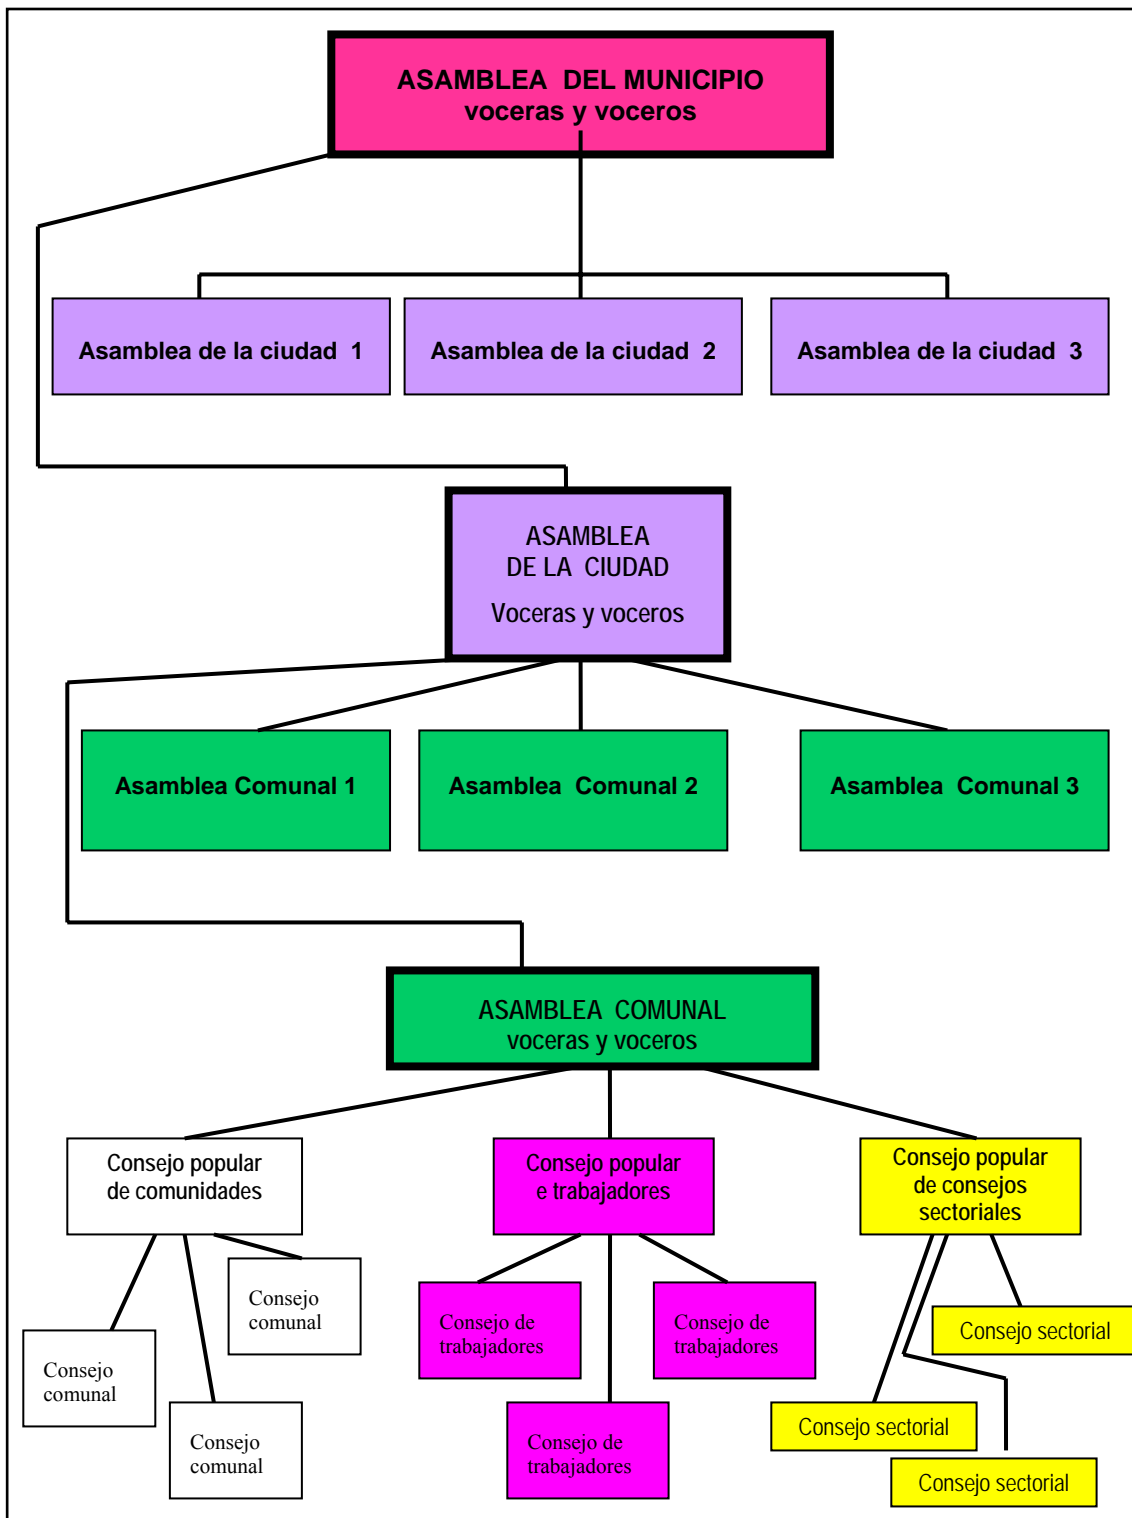 ASAMBLEA DEL MUNICIPIO
voceras y voceros
Asamblea de la ciudad 1
Asamblea de la ciudad 2
Asamblea de la ciudad 3
ASAMBLEA
DE LA CIUDAD
Voceras y voceros
Asamblea Comunal 1
Asamblea Comunal 2
Asamblea Comunal 3
ASAMBLEA COMUNAL
voceras y voceros
Consejo popular
de comunidades
Consejo popular
e trabajadores
Consejo popular
de consejos
sectoriales
Consejo
comunal
Consejo
comunal
Consejo
comunal
Consejo de
trabajadores
Consejo de
trabajadores
Consejo de
trabajadores
Consejo sectorial
Consejo sectorial
Consejo sectorial